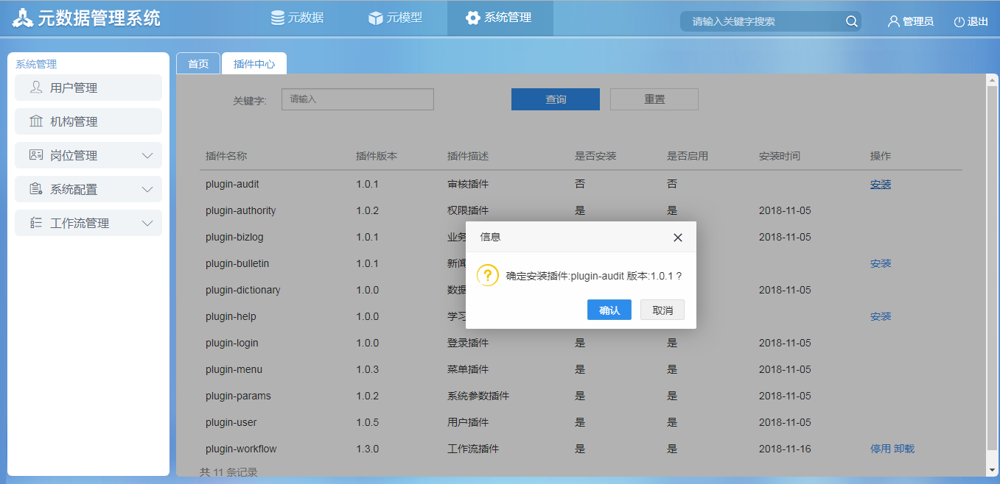 元数据管理系统 元数据 元模型 系统管理 请输入关键字搜索 管理员 退出
系统管理
用户管理
机构管理
岗位管理
系统配置
工作流管理
首页 插件中心
关键字: 请输入 查询 重置
插件名称 插件版本 插件描述 是否安装 是否启用 安装时间 操作
plugin-audit 1.0.1 审核插件 否 否 安装
plugin-authority 1.0.2 权限插件 是 是 2018-11-05
plugin-bizlog 1.0.1 业务 2018-11-05
plugin-bulletin 1.0.1 新闻 安装
plugin-dictionary 1.0.0 数据 2018-11-05
plugin-help 1.0.0 学习 安装
plugin-login 1.0.0 登录插件 是 是 2018-11-05
plugin-menu 1.0.3 菜单插件 是 是 2018-11-05
plugin-params 1.0.2 系统参数插件 是 是 2018-11-05
plugin-user 1.0.5 用户插件 是 是 2018-11-05
plugin-workflow 1.3.0 工作流插件 是 是 2018-11-16 停用 卸载
共 11 条记录
信息
确定安装插件:plugin-audit 版本:1.0.1 ?
确认 取消